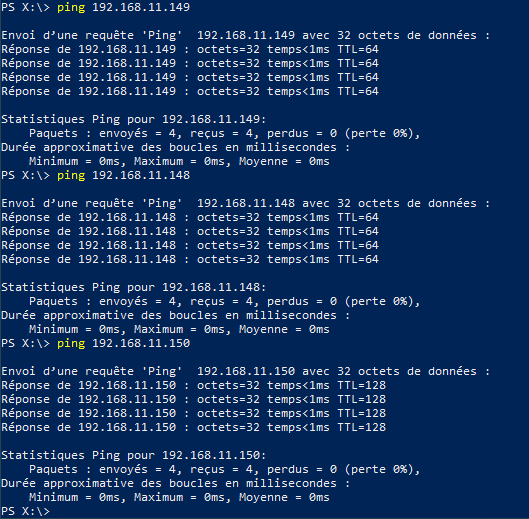 PS X:\> ping 192.168.11.149
Envoi d’une requête 'Ping'  192.168.11.149 avec 32 octets de données :
Réponse de 192.168.11.149 : octets=32 temps<1ms TTL=64
Réponse de 192.168.11.149 : octets=32 temps<1ms TTL=64
Réponse de 192.168.11.149 : octets=32 temps<1ms TTL=64
Réponse de 192.168.11.149 : octets=32 temps<1ms TTL=64
Statistiques Ping pour 192.168.11.149:
    Paquets : envoyés = 4, reçus = 4, perdus = 0 (perte 0%),
Durée approximative des boucles en millisecondes :
    Minimum = 0ms, Maximum = 0ms, Moyenne = 0ms
PS X:\> ping 192.168.11.148
Envoi d’une requête 'Ping'  192.168.11.148 avec 32 octets de données :
Réponse de 192.168.11.148 : octets=32 temps<1ms TTL=64
Réponse de 192.168.11.148 : octets=32 temps<1ms TTL=64
Réponse de 192.168.11.148 : octets=32 temps<1ms TTL=64
Réponse de 192.168.11.148 : octets=32 temps<1ms TTL=64
Statistiques Ping pour 192.168.11.148:
    Paquets : envoyés = 4, reçus = 4, perdus = 0 (perte 0%),
Durée approximative des boucles en millisecondes :
    Minimum = 0ms, Maximum = 0ms, Moyenne = 0ms
PS X:\> ping 192.168.11.150
Envoi d’une requête 'Ping'  192.168.11.150 avec 32 octets de données :
Réponse de 192.168.11.150 : octets=32 temps<1ms TTL=128
Réponse de 192.168.11.150 : octets=32 temps<1ms TTL=128
Réponse de 192.168.11.150 : octets=32 temps<1ms TTL=128
Réponse de 192.168.11.150 : octets=32 temps<1ms TTL=128
Statistiques Ping pour 192.168.11.150:
    Paquets : envoyés = 4, reçus = 4, perdus = 0 (perte 0%),
Durée approximative des boucles en millisecondes :
    Minimum = 0ms, Maximum = 0ms, Moyenne = 0ms
PS X:\>